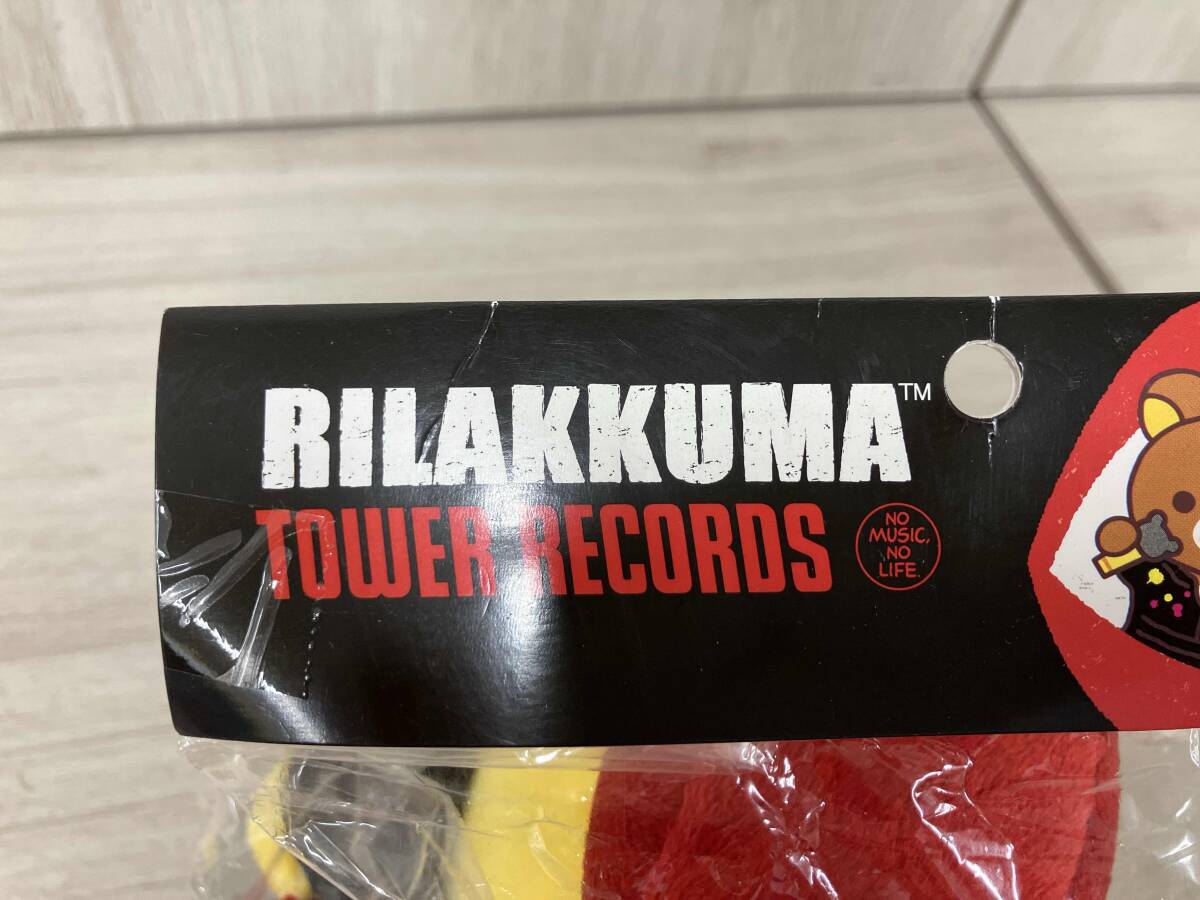 RILAKKUMA™
TOWER RECORDS
NO
MUSIC,
NO
LIFE.